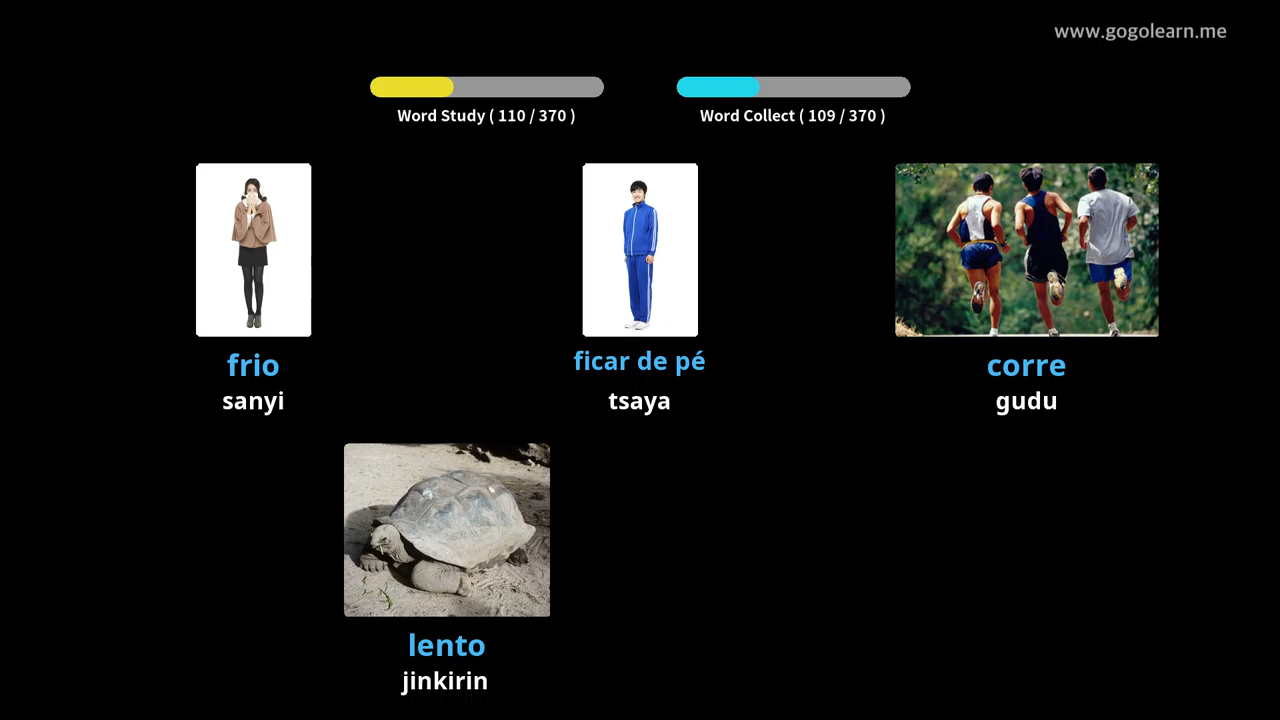 www.gogolearn.me
Word Study ( 110 / 370 )
Word Collect ( 109 / 370 )
frio
sanyi
ficar de pé
tsaya
corre
gudu
lento
jinkirin